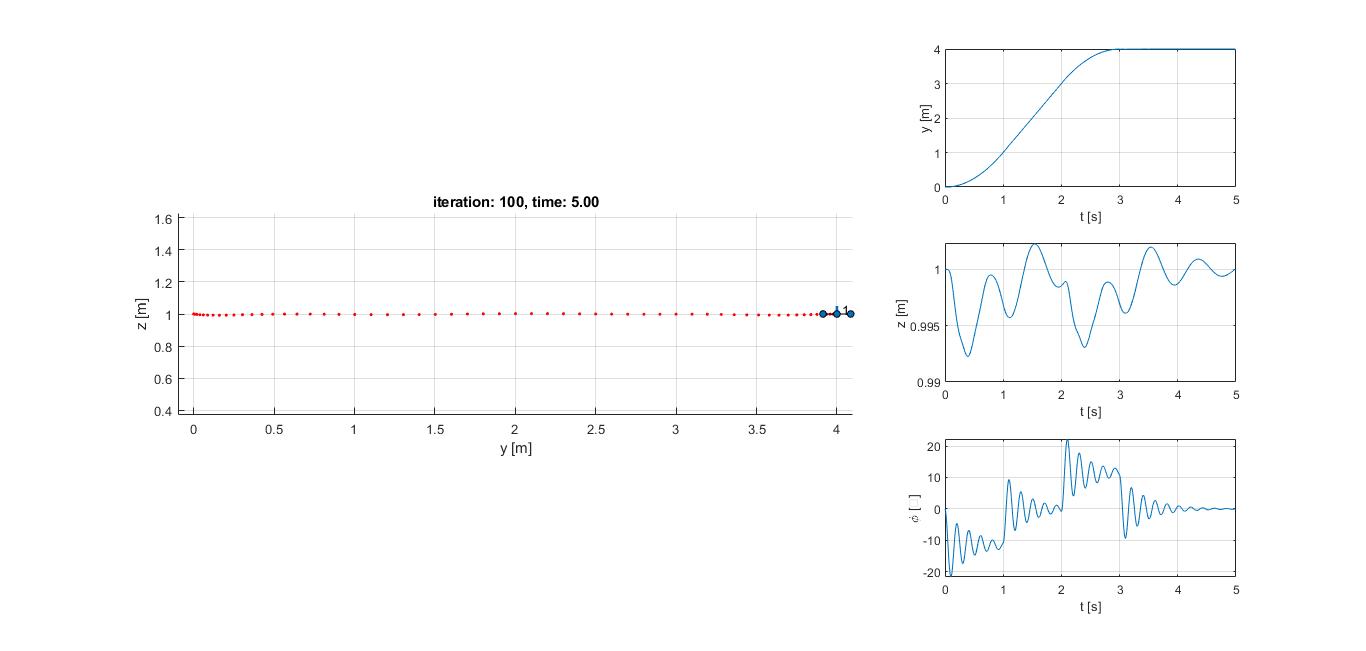 iteration: 100, time: 5.00
z [m]
1.6
1.4
1.2
1
0.8
0.6
0.4
1
0 0.5 1 1.5 2 2.5 3 3.5 4
y [m]
y [m]
4
3
2
1
0
0 1 2 3 4 5
t [s]
z [m]
1
0.995
0.99
0 1 2 3 4 5
t [s]
20
10
0
-10
-20
0 1 2 3 4 5
t [s]